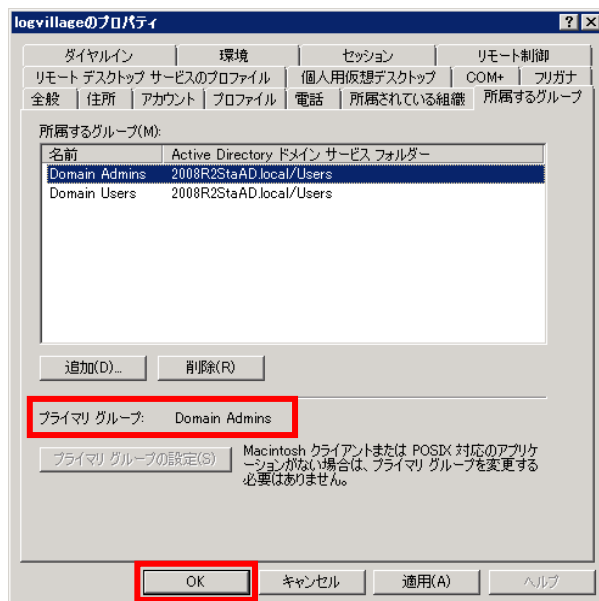 logvillageのプロパティ
ダイヤルイン 環境 セッション リモート制御
リモート デスクトップ サービスのプロファイル 個人用仮想デスクトップ COM+ フリガナ
全般 住所 アカウント プロファイル 電話 所属されている組織 所属するグループ
所属するグループ(M):
名前 Active Directory ドメイン サービス フォルダー
Domain Admins 2008R2StaAD.local/Users
Domain Users 2008R2StaAD.local/Users
追加(D)... 削除(R)
プライマリ グループ: Domain Admins
プライマリ グループの設定(S)
Macintosh クライアントまたは POSIX 対応のアプリケ
ーションがない場合は、プライマリ グループを変更する
必要はありません。
OK キャンセル 適用(A) ヘルプ